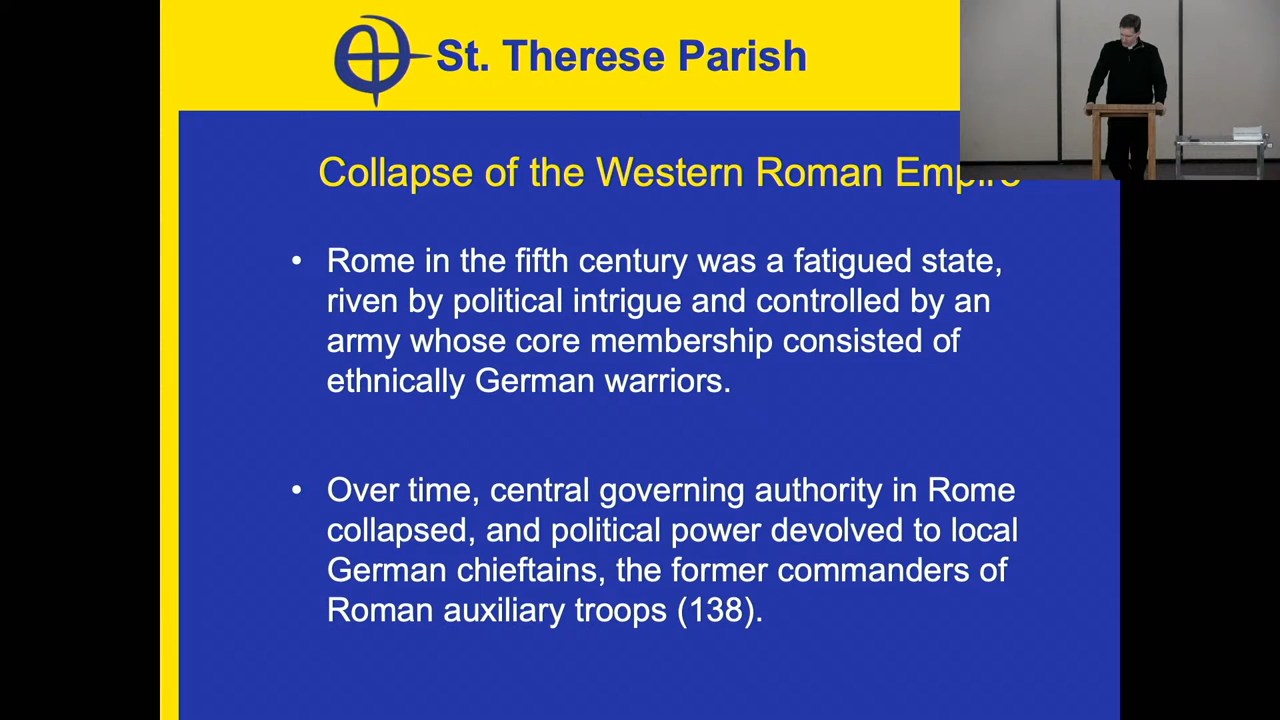 St. Therese Parish
Collapse of the Western Roman Empire
• Rome in the fifth century was a fatigued state,
riven by political intrigue and controlled by an
army whose core membership consisted of
ethnically German warriors.
• Over time, central governing authority in Rome
collapsed, and political power devolved to local
German chieftains, the former commanders of
Roman auxiliary troops (138).